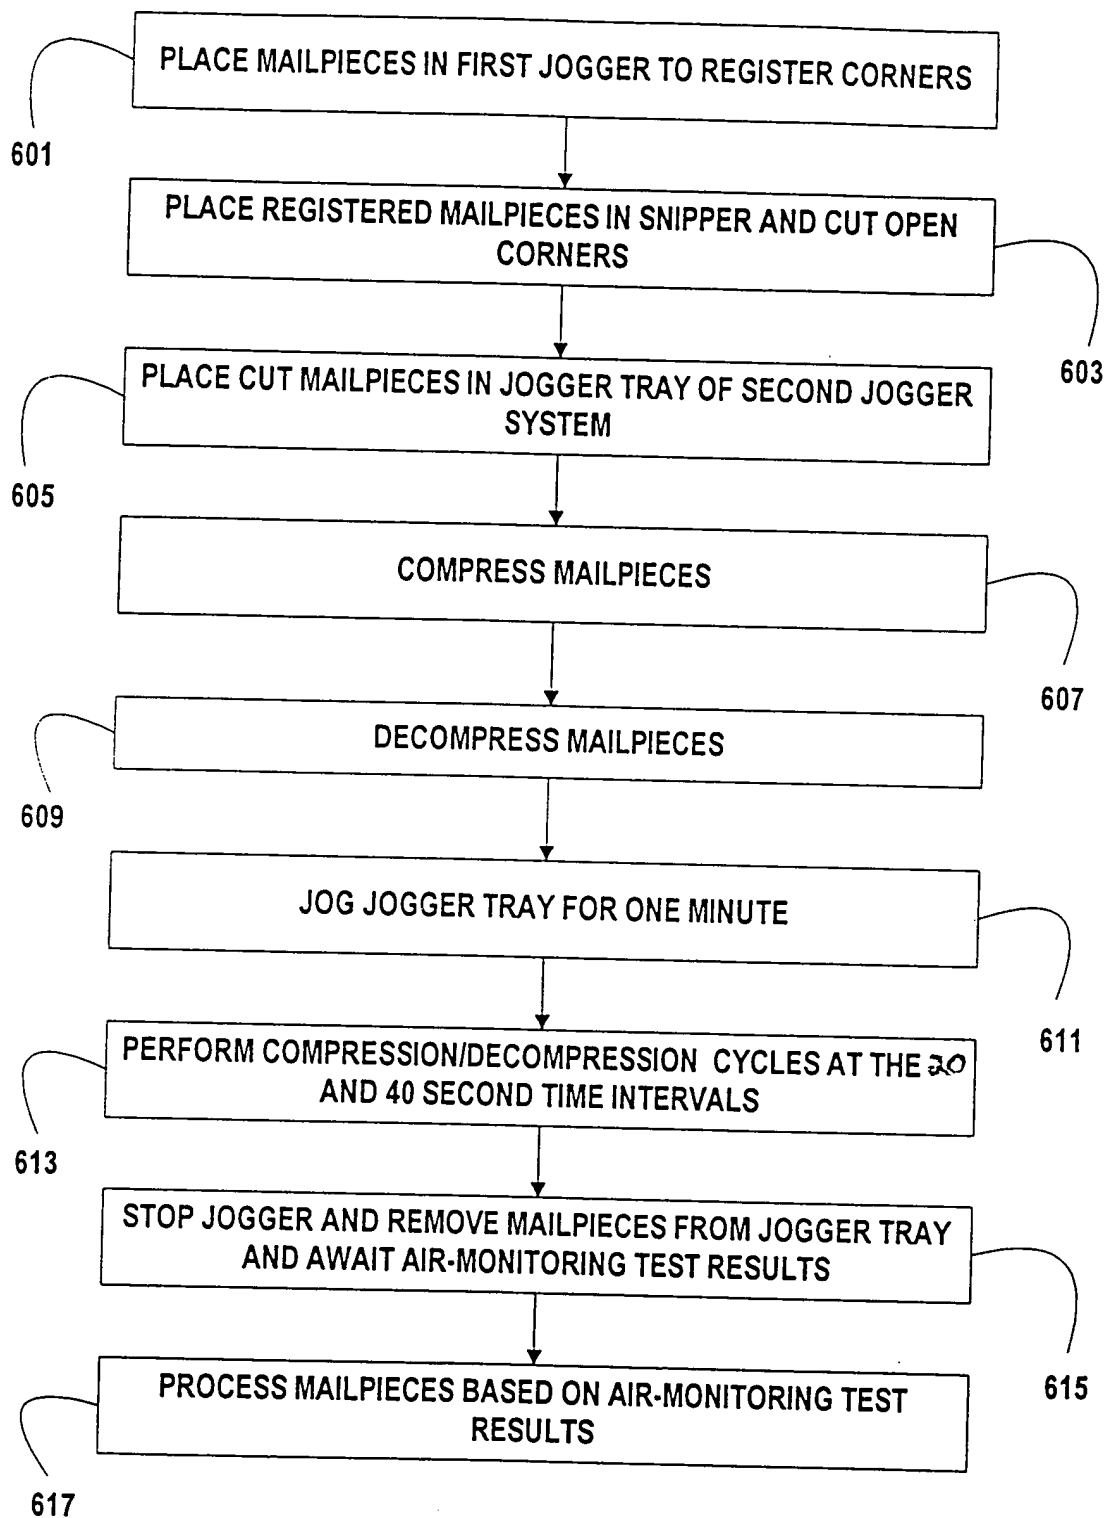 PLACE MAILPIECES IN FIRST JOGGER TO REGISTER CORNERS
601
PLACE REGISTERED MAILPIECES IN SNIPPER AND CUT OPEN
CORNERS
603
PLACE CUT MAILPIECES IN JOGGER TRAY OF SECOND JOGGER
SYSTEM
605
COMPRESS MAILPIECES
607
DECOMPRESS MAILPIECES
609
JOG JOGGER TRAY FOR ONE MINUTE
611
PERFORM COMPRESSION/DECOMPRESSION CYCLES AT THE 20
AND 40 SECOND TIME INTERVALS
613
STOP JOGGER AND REMOVE MAILPIECES FROM JOGGER TRAY
AND AWAIT AIR-MONITORING TEST RESULTS
615
PROCESS MAILPIECES BASED ON AIR-MONITORING TEST
RESULTS
617